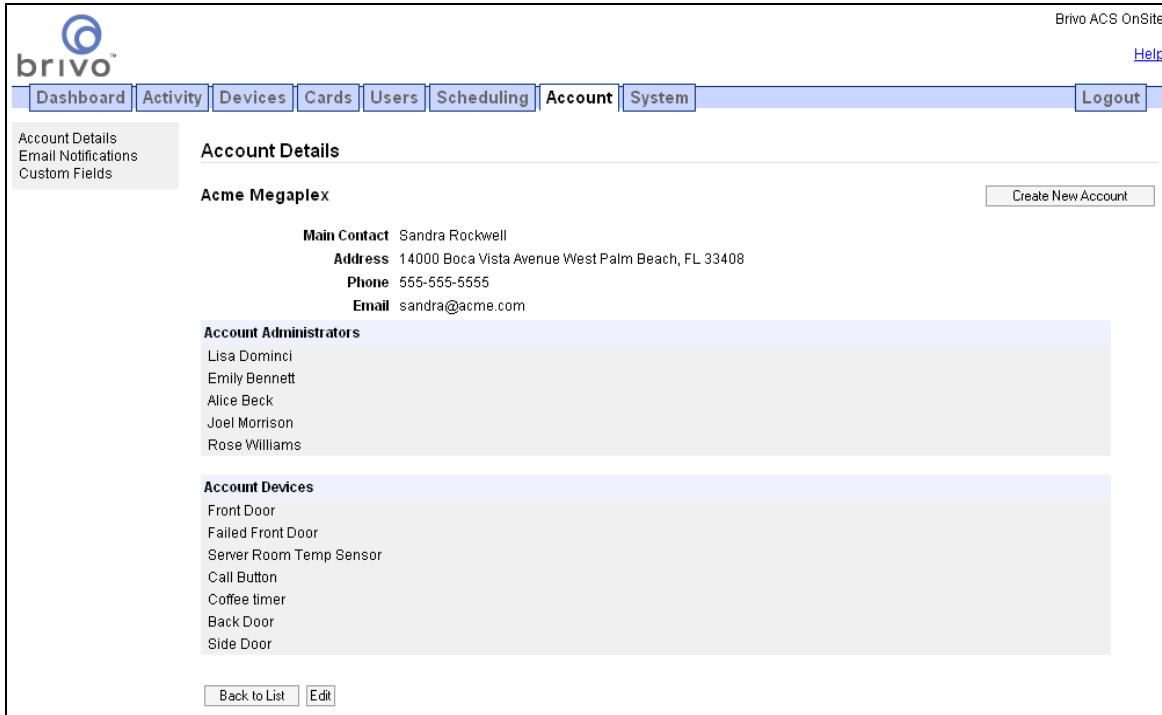 Brivo ACS OnSite
brivo™
Help
Dashboard Activity Devices Cards Users Scheduling Account System Logout
Account Details
Email Notifications
Custom Fields
Account Details
Acme Megaplex
Create New Account
Main Contact Sandra Rockwell
Address 14000 Boca Vista Avenue West Palm Beach, FL 33408
Phone 555-555-5555
Email sandra@acme.com
Account Administrators
Lisa Dominci
Emily Bennett
Alice Beck
Joel Morrison
Rose Williams
Account Devices
Front Door
Failed Front Door
Server Room Temp Sensor
Call Button
Coffee timer
Back Door
Side Door
Back to List Edit